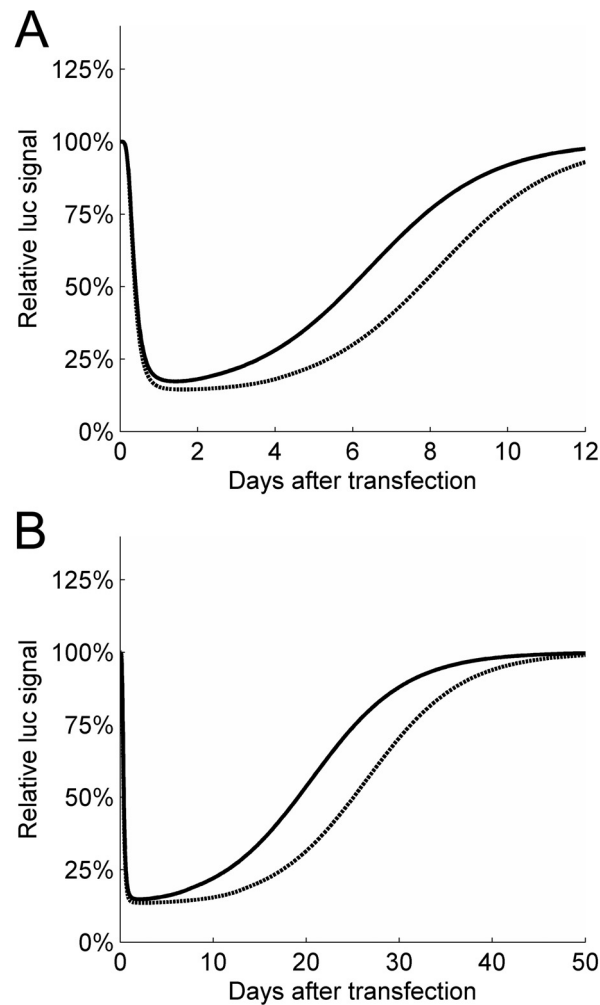 A
125%
100%
75%
50%
25%
0%
Relative luc signal
0 2 4 6 8 10 12
Days after transfection
B
125%
100%
75%
50%
25%
0%
Relative luc signal
0 10 20 30 40 50
Days after transfection